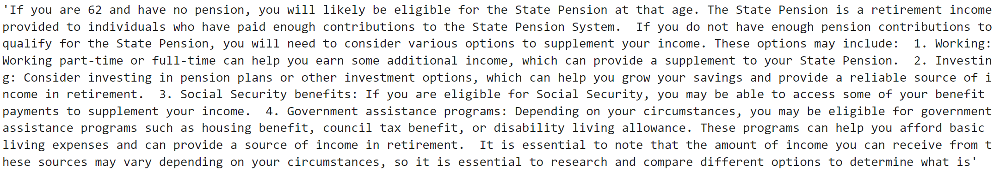 'If you are 62 and have no pension, you will likely be eligible for the State Pension at that age. The State Pension is a retirement income
provided to individuals who have paid enough contributions to the State Pension System.  If you do not have enough pension contributions to
qualify for the State Pension, you will need to consider various options to supplement your income. These options may include:  1. Working:
Working part-time or full-time can help you earn some additional income, which can provide a supplement to your State Pension.  2. Investin
g: Consider investing in pension plans or other investment options, which can help you grow your savings and provide a reliable source of i
ncome in retirement.  3. Social Security benefits: If you are eligible for Social Security, you may be able to access some of your benefit
payments to supplement your income.  4. Government assistance programs: Depending on your circumstances, you may be eligible for government
assistance programs such as housing benefit, council tax benefit, or disability living allowance. These programs can help you afford basic
living expenses and can provide a source of income in retirement.  It is essential to note that the amount of income you can receive from t
hese sources may vary depending on your circumstances, so it is essential to research and compare different options to determine what is'